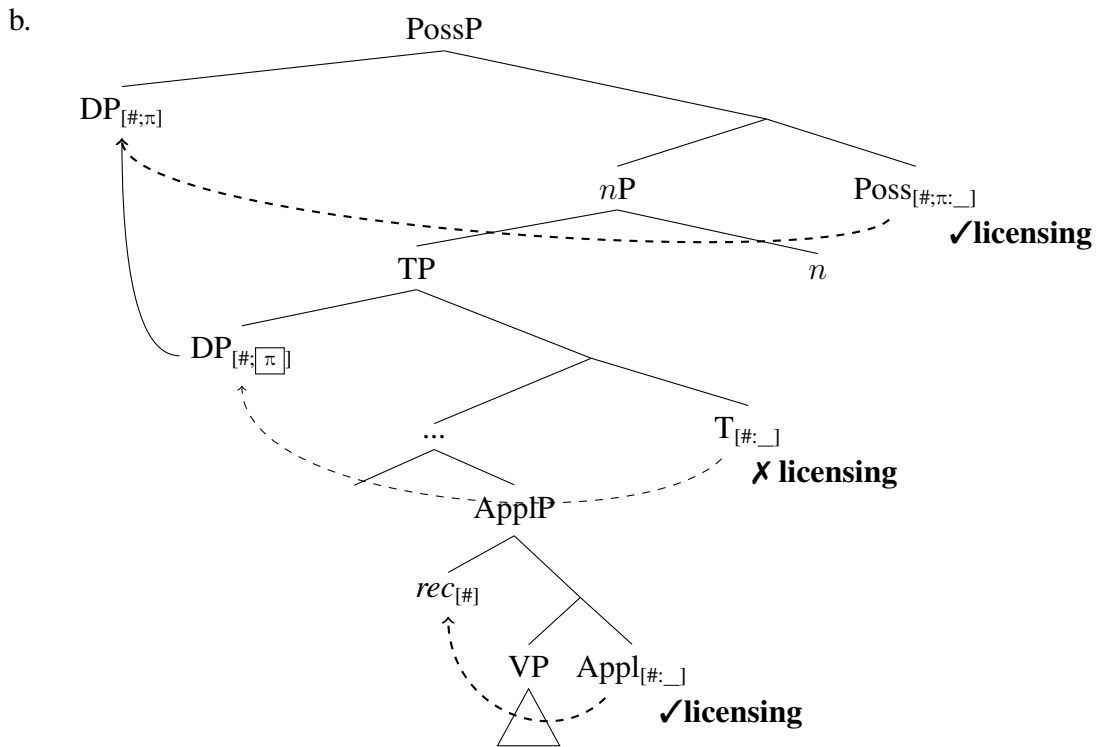 b.
PossP
DP[#;π]
nP Poss[#;π:_]
✓licensing
TP n
DP[#;π]
... T[#:_]
✗ licensing
ApplP
rec[#]
VP Appl[#:_]
✓licensing